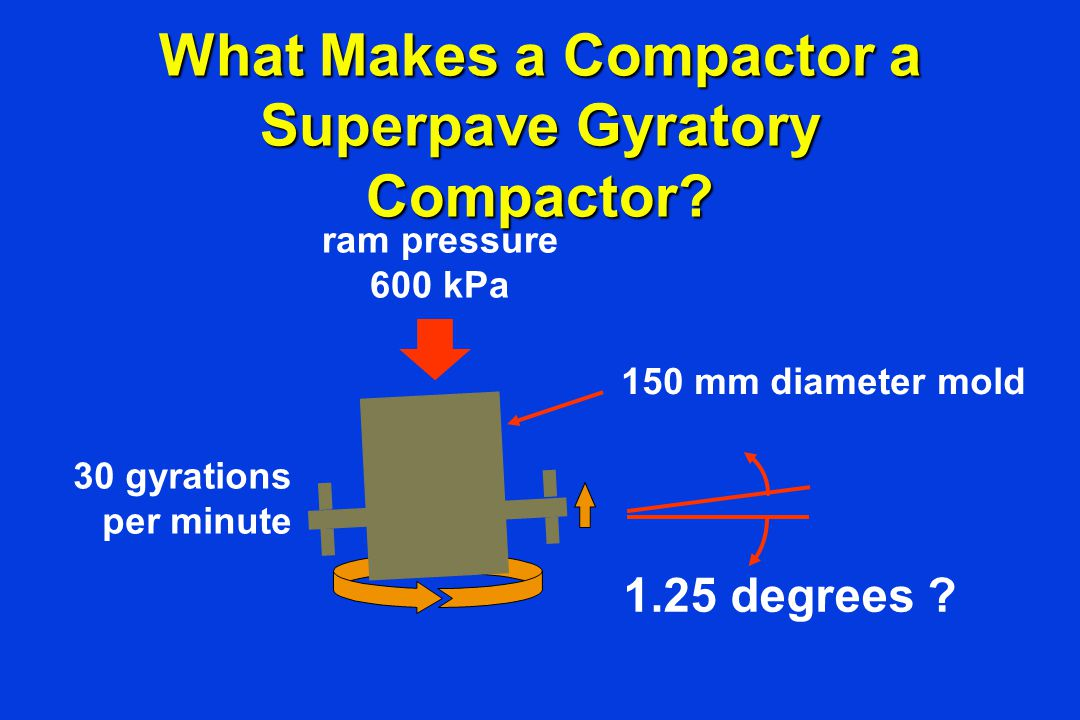 What Makes a Compactor a
Superpave Gyratory
Compactor?
ram pressure
600 kPa
150 mm diameter mold
30 gyrations
per minute
1.25 degrees ?